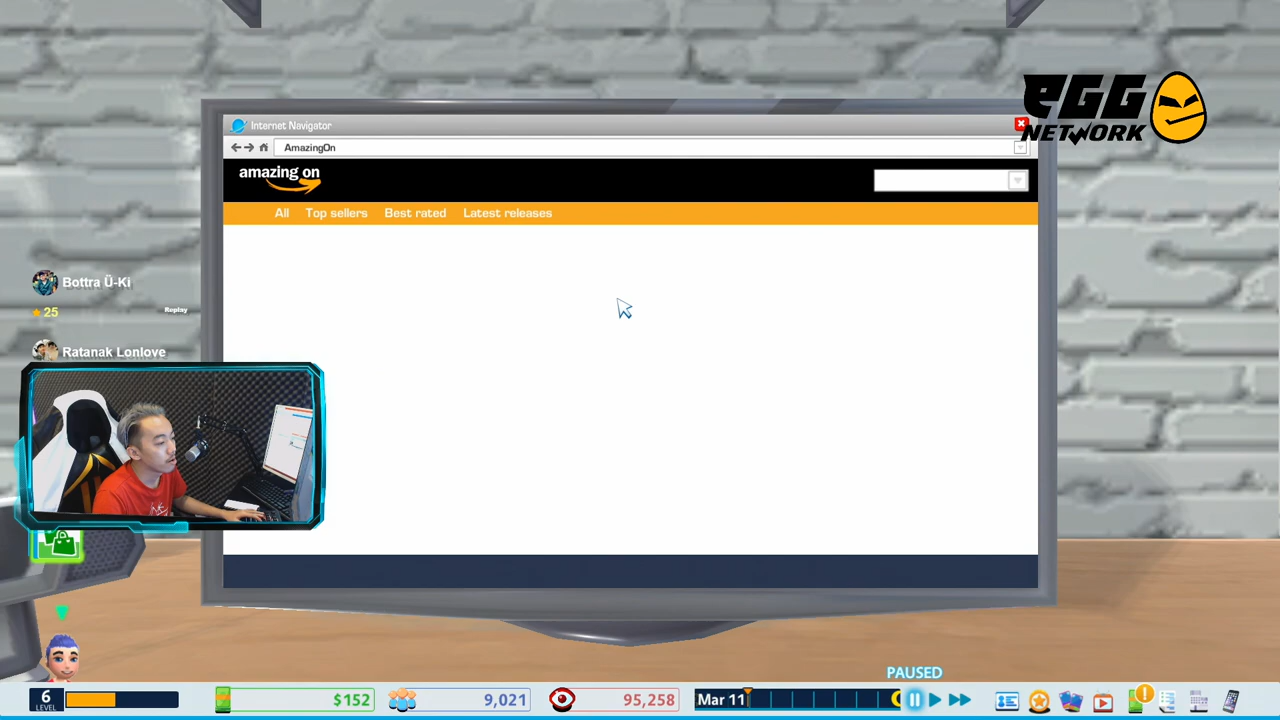 EGG
NETWORK
Internet Navigator
AmazingOn
amazing on
All Top sellers Best rated Latest releases
Bottra Ü-Ki
25 Replay
Ratanak Lonlove
PAUSED
6
LEVEL
$152
9,021
95,258
Mar 11